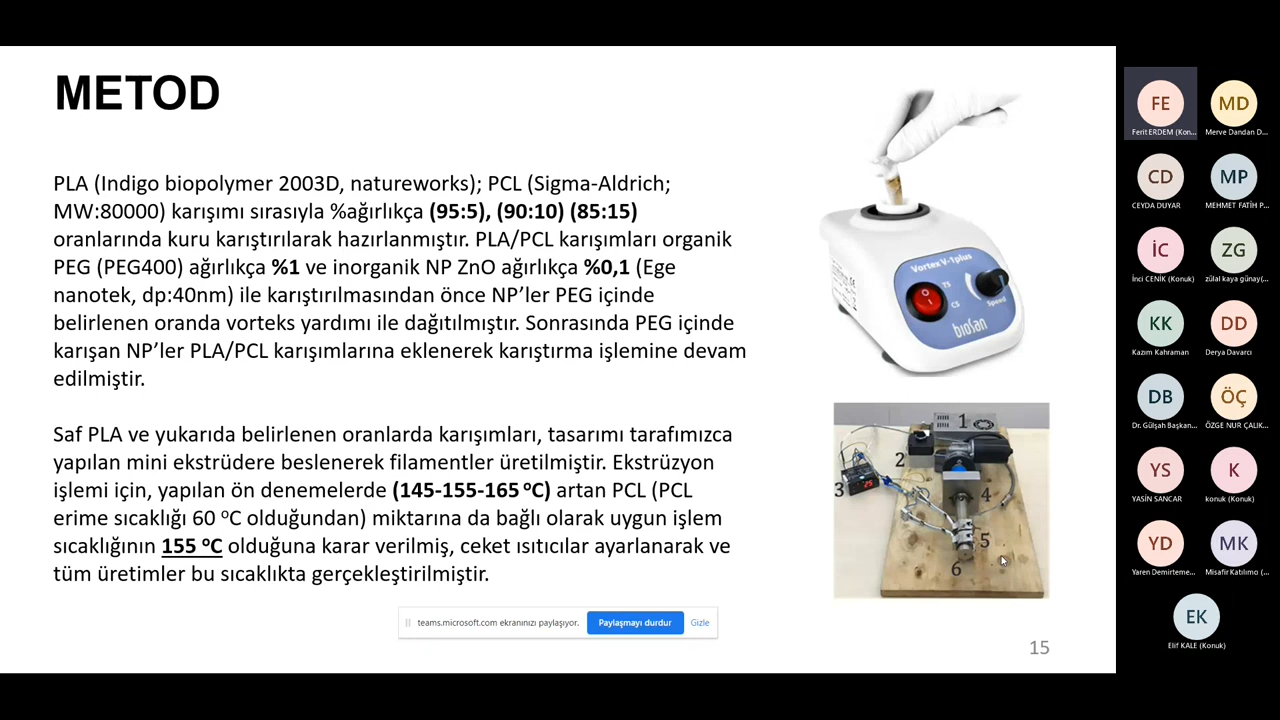 METOD
PLA (Indigo biopolymer 2003D, natureworks); PCL (Sigma-Aldrich;
MW:80000) karışımı sırasıyla %ağırlıkça (95:5), (90:10) (85:15)
oranlarında kuru karıştırılarak hazırlanmıştır. PLA/PCL karışımları organik
PEG (PEG400) ağırlıkça %1 ve inorganik NP ZnO ağırlıkça %0,1 (Ege
nanotek, dp:40nm) ile karıştırılmasından önce NP’ler PEG içinde
belirlenen oranda vorteks yardımı ile dağıtılmıştır. Sonrasında PEG içinde
karışan NP’ler PLA/PCL karışımlarına eklenerek karıştırma işlemine devam
edilmiştir.
Saf PLA ve yukarıda belirlenen oranlarda karışımları, tasarımı tarafımızca
yapılan mini ekstrüdere beslenerek filamentler üretilmiştir. Ekstrüzyon
işlemi için, yapılan ön denemelerde (145-155-165 ºC) artan PCL (PCL
erime sıcaklığı 60 ºC olduğundan) miktarına da bağlı olarak uygun işlem
sıcaklığının 155 ºC olduğuna karar verilmiş, ceket ısıtıcılar ayarlanarak ve
tüm üretimler bu sıcaklıkta gerçekleştirilmiştir.
Vortex V-1plus
TS
CS
Speed
biosan
1
2
3
4
5
6
teams.microsoft.com ekranınızı paylaşıyor.
Paylaşmayı durdur
Gizle
15
FE
Ferit ERDEM (Kon...
MD
Merve Dandan D...
CD
CEYDA DUYAR
MP
MEHMET FATİH P...
İC
İnci CENİK (Konuk)
ZG
zülal kaya günay(...
KK
Kazım Kahraman
DD
Derya Davarcı
DB
Dr. Gülşah Başkan...
ÖÇ
ÖZGE NUR ÇALIK...
YS
YASİN SANCAR
K
konuk (Konuk)
YD
Yaren Demirteme...
MK
Misafir Katılımcı (...
EK
Elif KALE (Konuk)